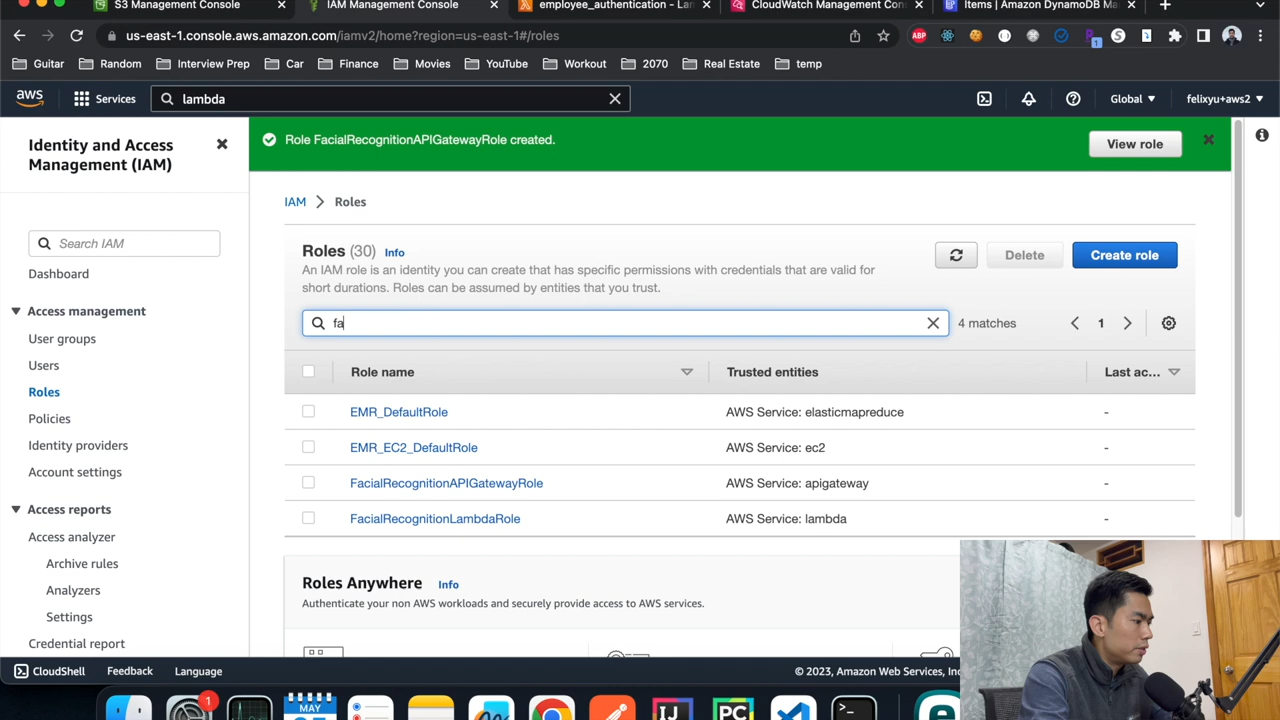 S3 Management Console
IAM Management Console
employee_authentication - Lan
CloudWatch Management Con
Items | Amazon DynamoDB Ma
us-east-1.console.aws.amazon.com/iamv2/home?region=us-east-1#/roles
ABP
1
Guitar
Random
Interview Prep
Car
Finance
Movies
YouTube
Workout
2070
Real Estate
temp
aws
Services
lambda
Global
felixyu+aws2
Identity and Access
Management (IAM)
Search IAM
Dashboard
Access management
User groups
Users
Roles
Policies
Identity providers
Account settings
Access reports
Access analyzer
Archive rules
Analyzers
Settings
Credential report
Role FacialRecognitionAPIGatewayRole created.
View role
IAM
Roles
Roles (30) Info
An IAM role is an identity you can create that has specific permissions with credentials that are valid for
short durations. Roles can be assumed by entities that you trust.
Delete
Create role
fa
4 matches
1
Role name
Trusted entities
Last ac...
EMR_DefaultRole
AWS Service: elasticmapreduce
-
EMR_EC2_DefaultRole
AWS Service: ec2
-
FacialRecognitionAPIGatewayRole
AWS Service: apigateway
-
FacialRecognitionLambdaRole
AWS Service: lambda
-
Roles Anywhere Info
Authenticate your non AWS workloads and securely provide access to AWS services.
CloudShell
Feedback
Language
© 2023, Amazon Web Services, Inc
1
MAY
IJ
PC